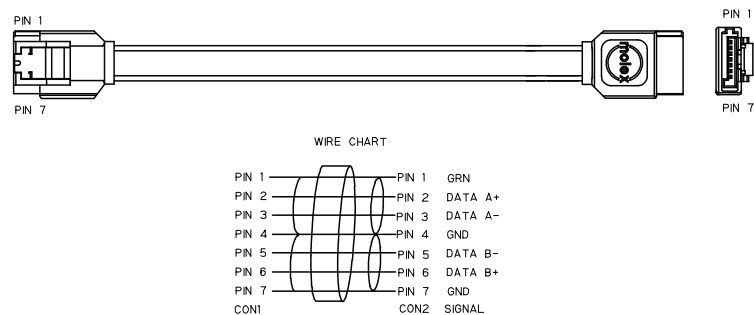 PIN 1
PIN 1
molex
PIN 7
PIN 7
WIRE CHART
PIN 1 PIN 1 GRN
PIN 2 PIN 2 DATA A+
PIN 3 PIN 3 DATA A-
PIN 4 PIN 4 GND
PIN 5 PIN 5 DATA B-
PIN 6 PIN 6 DATA B+
PIN 7 PIN 7 GND
CON1 CON2 SIGNAL